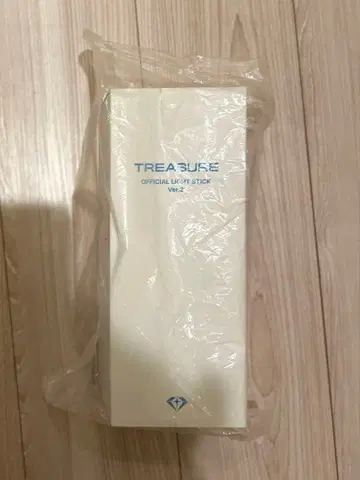 TREASURE
OFFICIAL LIGHT STICK
Ver.2